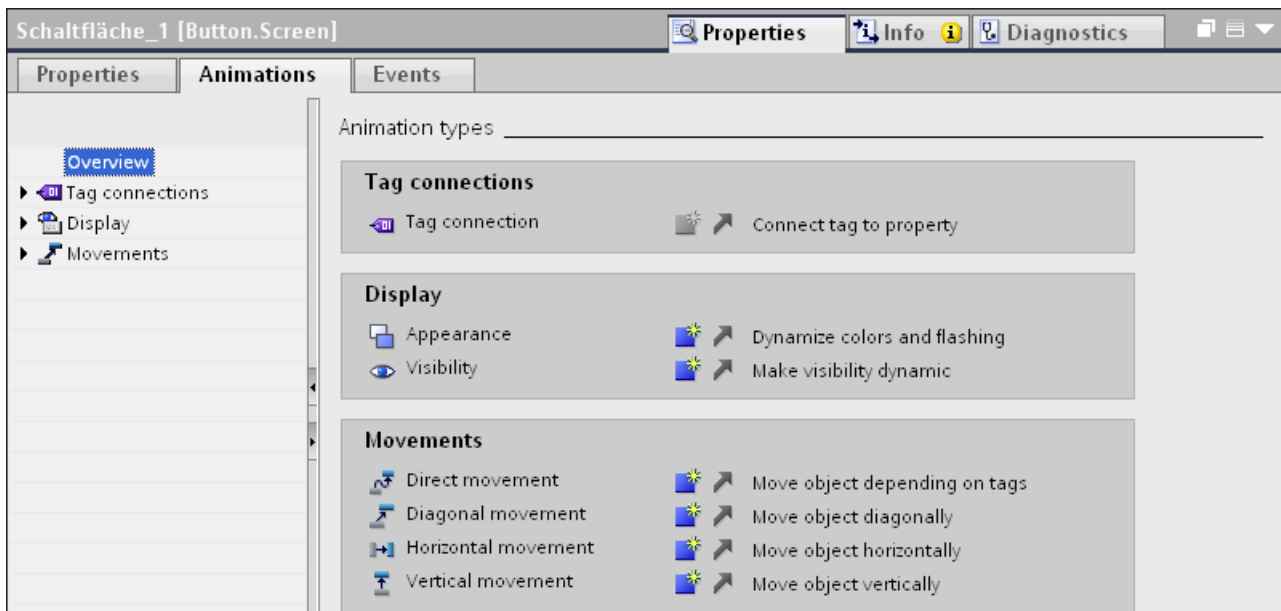 Schaltfläche_1 [Button.Screen] Properties Info Diagnostics
Properties Animations Events
Overview
Tag connections
Display
Movements
Animation types
Tag connections
Tag connection Connect tag to property
Display
Appearance Dynamize colors and flashing
Visibility Make visibility dynamic
Movements
Direct movement Move object depending on tags
Diagonal movement Move object diagonally
Horizontal movement Move object horizontally
Vertical movement Move object vertically